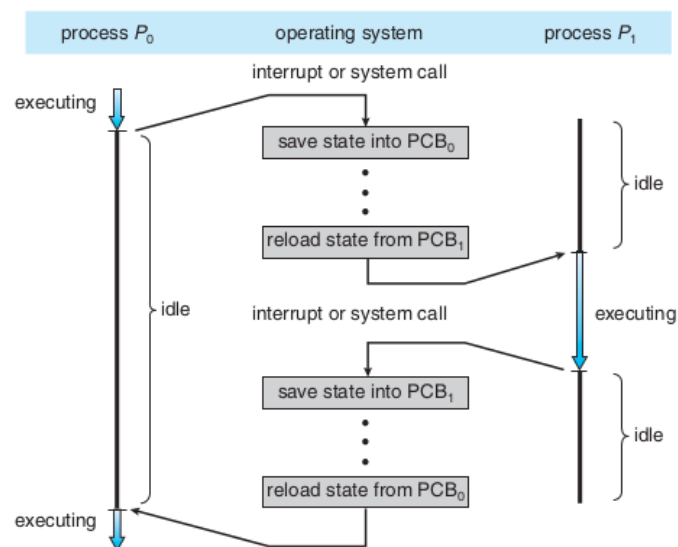 process P₀ operating system process P₁
interrupt or system call
executing
save state into PCB₀
idle
reload state from PCB₁
idle
interrupt or system call
executing
save state into PCB₁
idle
reload state from PCB₀
executing